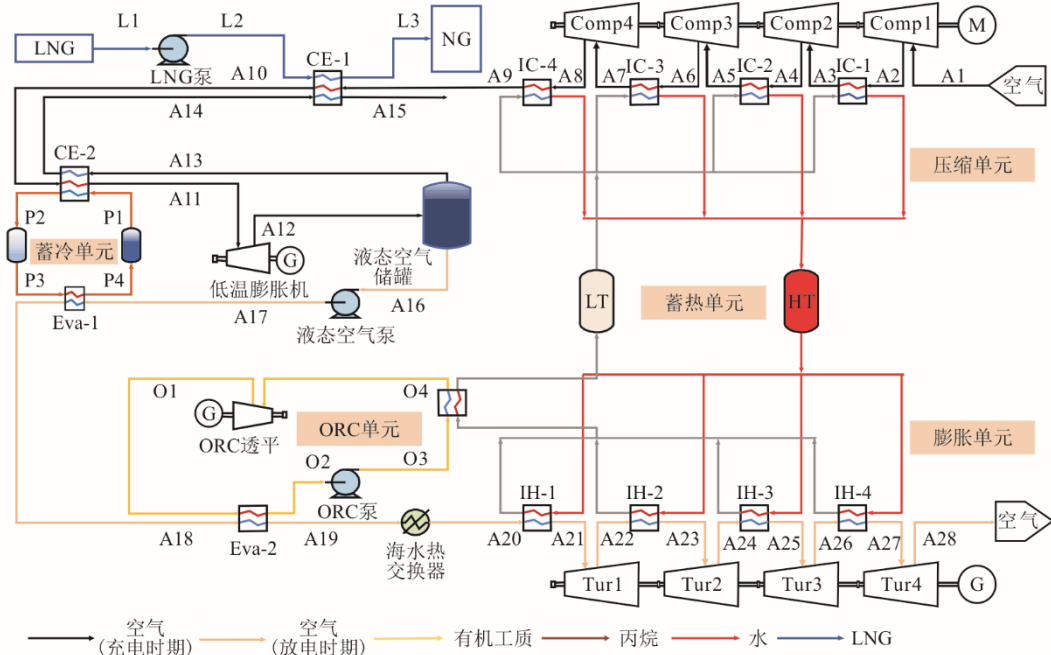 L1 L2 L3
LNG
NG
LNG泵
CE-1
Comp4 Comp3 Comp2 Comp1 M
A10 A9 IC-4 A8 A7 IC-3 A6 A5 IC-2 A4 A3 IC-1 A2 A1
空气
A14 A15
CE-2
A13
A11
压缩单元
P2 P1
蓄冷单元
A12
G
P3 P4
低温膨胀机
液态空气
储罐
LT
蓄热单元
HT
Eva-1
A17
A16
液态空气泵
O1
O4
G
ORC透平
ORC单元
膨胀单元
O2
O3
ORC泵
IH-1 IH-2 IH-3 IH-4
空气
A18
Eva-2
A19
海水热
交换器
A20 A21 A22 A23 A24 A25 A26 A27 A28
Tur1 Tur2 Tur3 Tur4 G
空气
(充电时期)
空气
(放电时期)
有机工质
丙烷
水
LNG